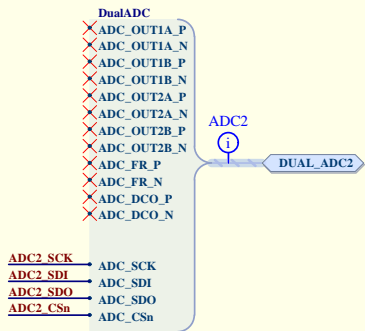 DualADC
ADC_OUT1A_P
ADC_OUT1A_N
ADC_OUT1B_P
ADC_OUT1B_N
ADC_OUT2A_P
ADC_OUT2A_N
ADC_OUT2B_P
ADC_OUT2B_N
ADC_FR_P
ADC_FR_N
ADC_DCO_P
ADC_DCO_N
ADC2
i
DUAL_ADC2
ADC2_SCK ADC_SCK
ADC2_SDI ADC_SDI
ADC2_SDO ADC_SDO
ADC2_CSn ADC_CSn